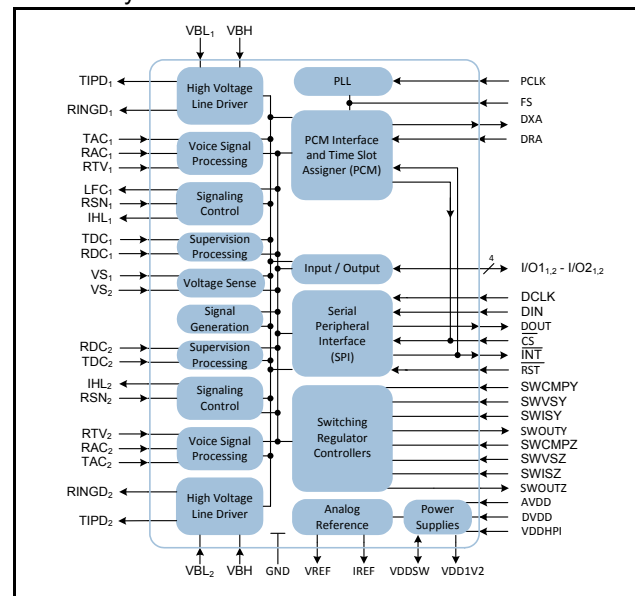 VBL₁ VBH
TIPD₁
RINGD₁
High Voltage
Line Driver
TAC₁
RAC₁
RTV₁
Voice Signal
Processing
LFC₁
RSN₁
IHL₁
Signaling
Control
TDC₁
RDC₁
Supervision
Processing
VS₁
VS₂
Voltage Sense
Signal
Generation
RDC₂
TDC₂
Supervision
Processing
IHL₂
RSN₂
Signaling
Control
RTV₂
RAC₂
TAC₂
Voice Signal
Processing
RINGD₂
TIPD₂
High Voltage
Line Driver
VBL₂ VBH GND
PLL
PCM Interface
and Time Slot
Assigner (PCM)
Input / Output
Serial
Peripheral
Interface
(SPI)
Switching
Regulator
Controllers
Analog
Reference
Power
Supplies
VREF IREF VDDSW VDD1V2
PCLK
FS
DXA
DRA
4
I/O1₁,₂ - I/O2₁,₂
DCLK
DIN
DOUT
CS
INT
RST
SWCMPY
SWVSY
SWISY
SWOUTY
SWCMPZ
SWVSZ
SWISZ
SWOUTZ
AVDD
DVDD
VDDHPI